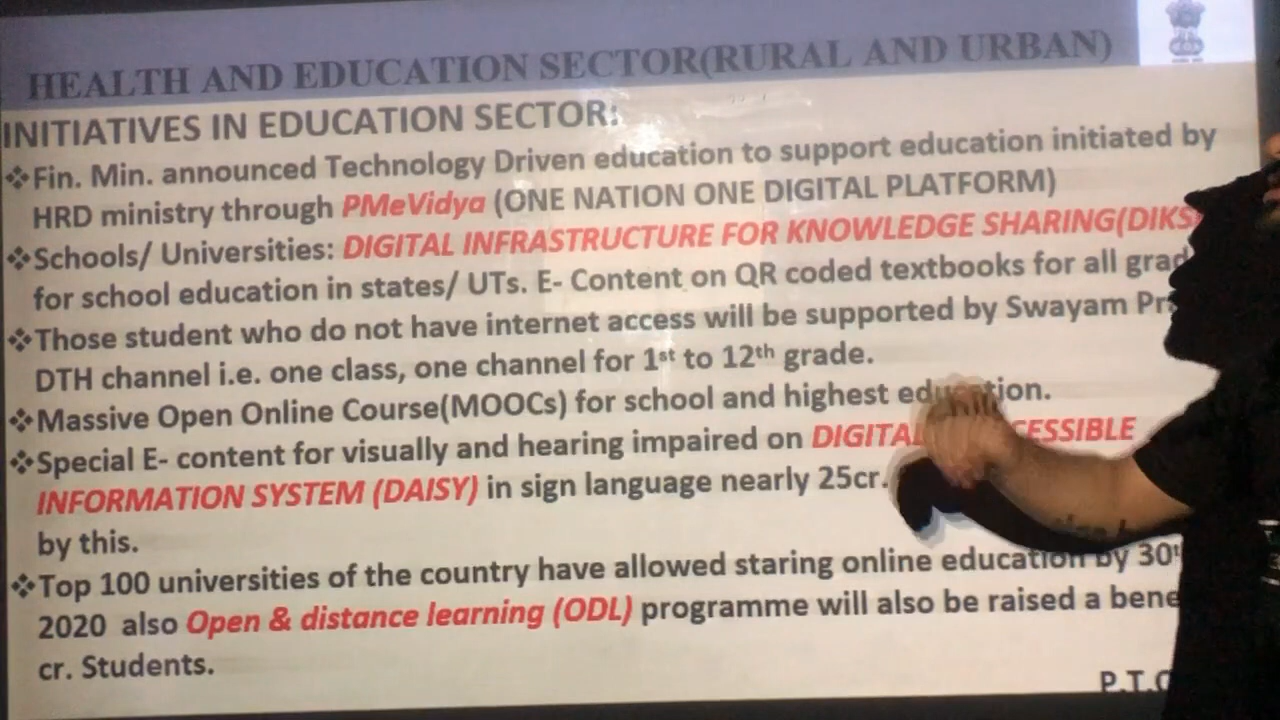 HEALTH AND EDUCATION SECTOR(RURAL AND URBAN)
INITIATIVES IN EDUCATION SECTOR:
❖Fin. Min. announced Technology Driven education to support education initiated by
HRD ministry through PMeVidya (ONE NATION ONE DIGITAL PLATFORM)
❖Schools/ Universities: DIGITAL INFRASTRUCTURE FOR KNOWLEDGE SHARING(DIKS
for school education in states/ UTs. E- Content on QR coded textbooks for all grad
❖Those student who do not have internet access will be supported by Swayam Pr
DTH channel i.e. one class, one channel for 1st to 12th grade.
❖Massive Open Online Course(MOOCs) for school and highest education.
❖Special E- content for visually and hearing impaired on DIGITAL CESSIBLE
INFORMATION SYSTEM (DAISY) in sign language nearly 25cr.
by this.
❖Top 100 universities of the country have allowed staring online education by 30t
2020 also Open & distance learning (ODL) programme will also be raised a bene
cr. Students.
P.T.O